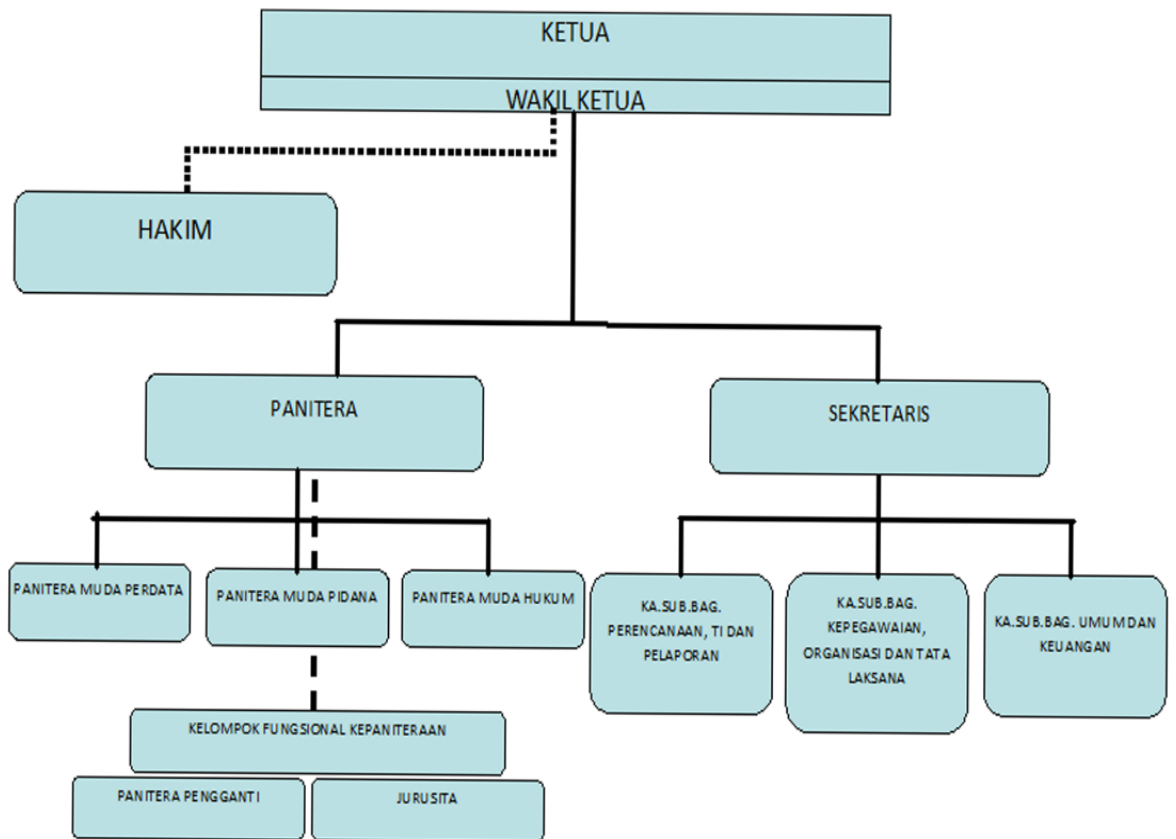 KETUA
WAKIL KETUA
HAKIM
PANITERA
SEKRETARIS
PANITERA MUDA PERDATA
PANITERA MUDA PIDANA
PANITERA MUDA HUKUM
KA.SUB.BAG.
PERENCANAAN, TI DAN
PELAPORAN
KA.SUB.BAG.
KEPEGAWAIAN,
ORGANISASI DAN TATA
LAKSANA
KA.SUB.BAG. UMUM DAN
KEUANGAN
KELOMPOK FUNGSIONAL KEPANITERAAN
PANITERA PENGGANTI
JURUSITA